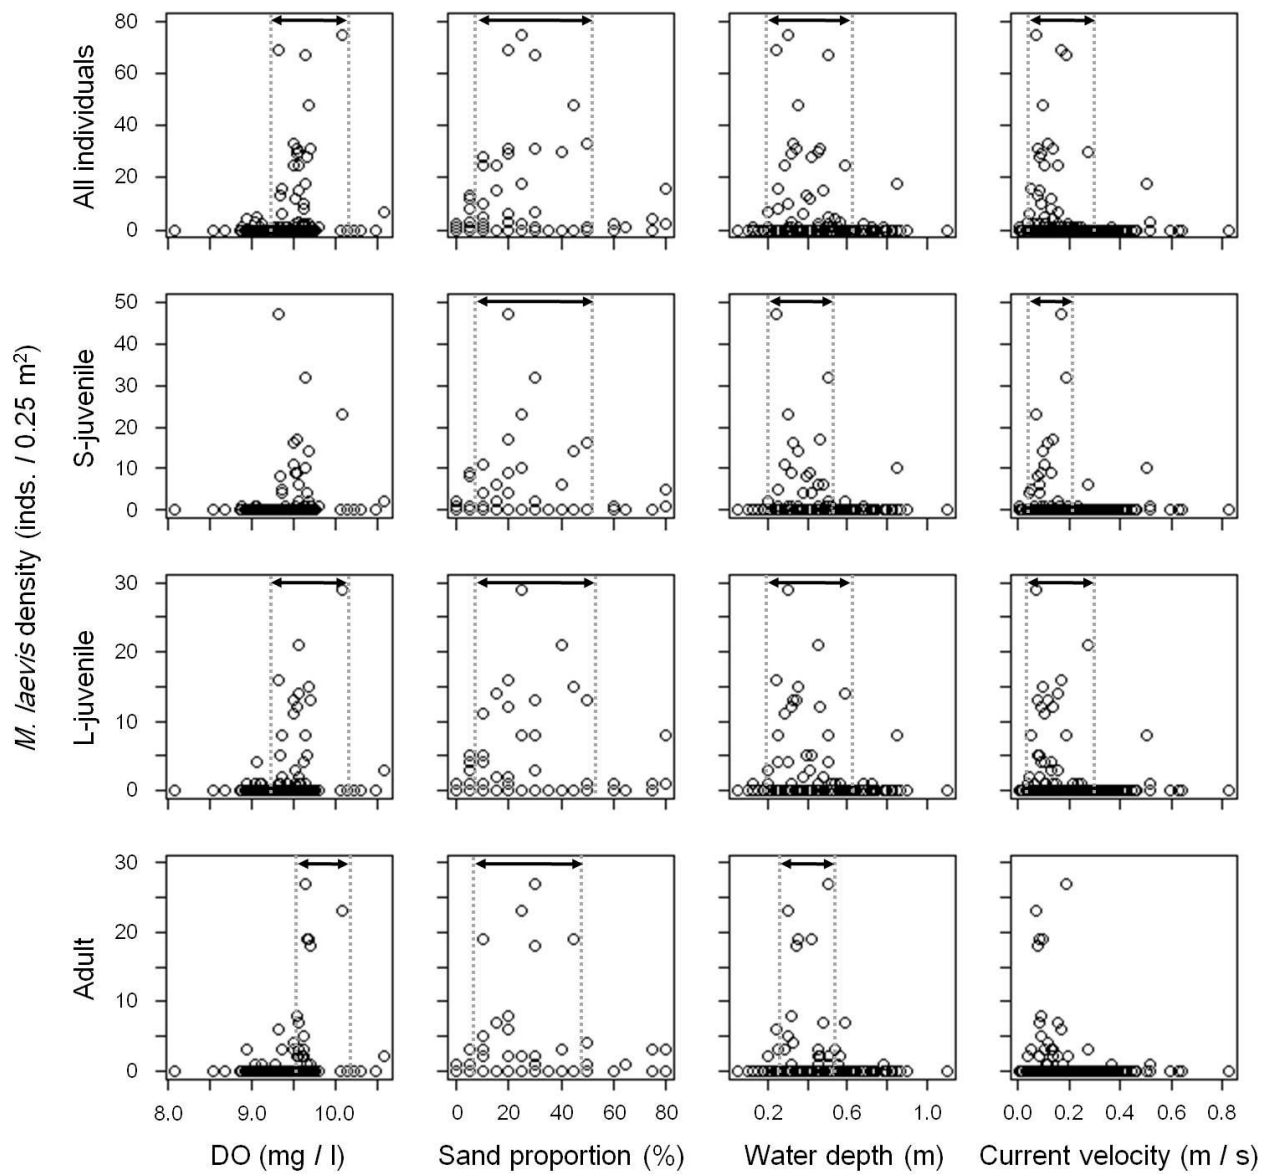 80
60
40
20
0
All individuals
50
40
30
20
10
0
S-juvenile
M. laevis density (inds. / 0.25 m²)
30
20
10
0
L-juvenile
30
20
10
0
Adult
8.0 9.0 10.0
0 20 40 60 80
0.2 0.6 1.0
0.0 0.2 0.4 0.6 0.8
DO (mg / l)
Sand proportion (%)
Water depth (m)
Current velocity (m / s)